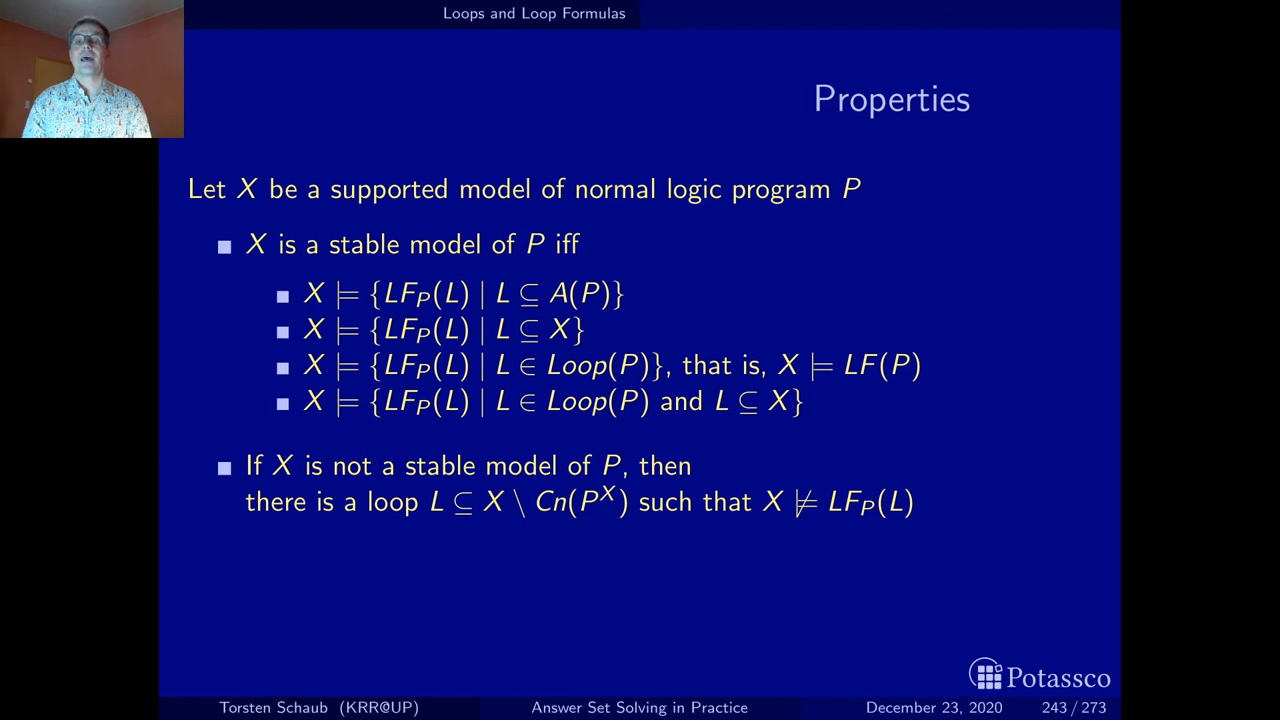 Loops and Loop Formulas
Properties
Let X be a supported model of normal logic program P
■ X is a stable model of P iff
■ X ⊨ {LF_P(L) | L ⊆ A(P)}
■ X ⊨ {LF_P(L) | L ⊆ X}
■ X ⊨ {LF_P(L) | L ∈ Loop(P)}, that is, X ⊨ LF(P)
■ X ⊨ {LF_P(L) | L ∈ Loop(P) and L ⊆ X}
■ If X is not a stable model of P, then
there is a loop L ⊆ X \ Cn(P^X) such that X ⊭ LF_P(L)
Potassco
Torsten Schaub (KRR@UP) Answer Set Solving in Practice December 23, 2020 243 / 273